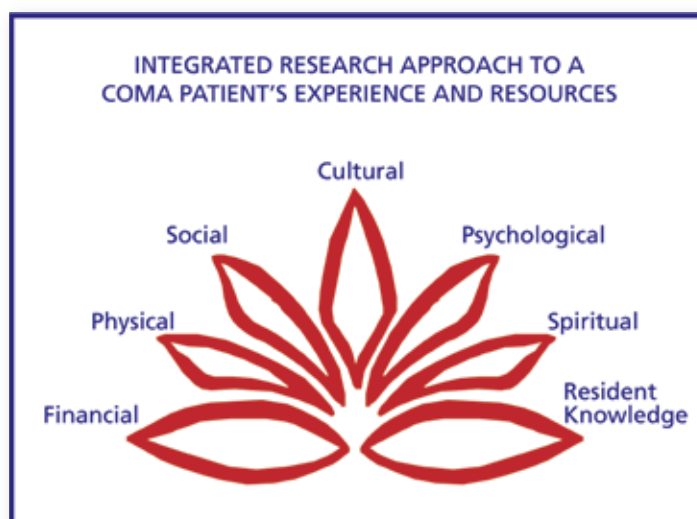 INTEGRATED RESEARCH APPROACH TO A
COMA PATIENT'S EXPERIENCE AND RESOURCES
Cultural
Social
Psychological
Physical
Spiritual
Financial
Resident
Knowledge